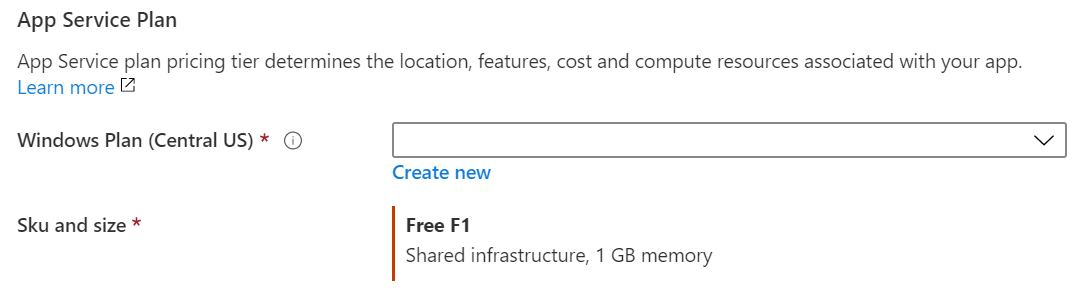 App Service Plan
App Service plan pricing tier determines the location, features, cost and compute resources associated with your app.
Learn more
Windows Plan (Central US) *
Create new
Sku and size *
Free F1
Shared infrastructure, 1 GB memory